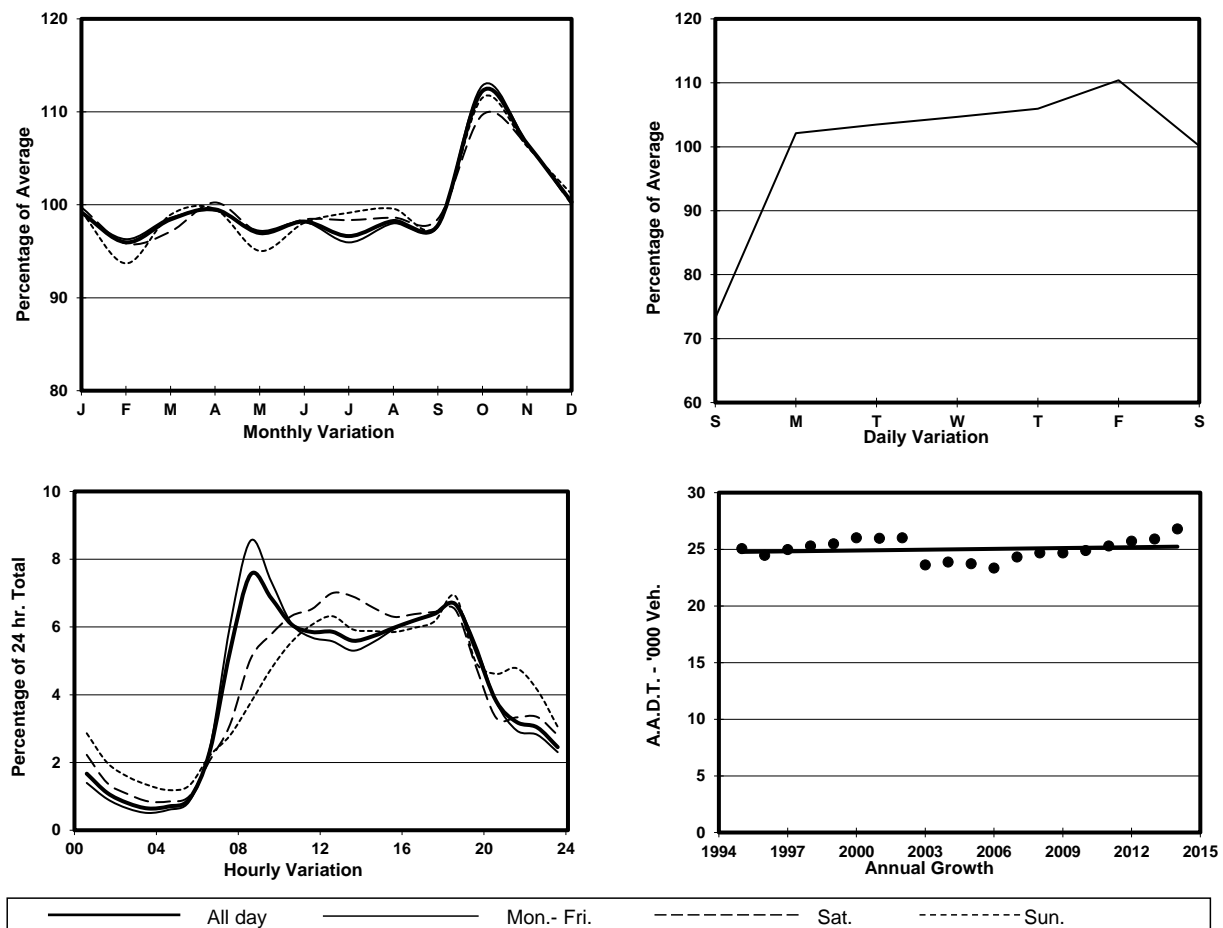 120
110
100
90
80
Percentage of Average
J F M A M J J A S O N D
Monthly Variation
120
110
100
90
80
70
60
Percentage of Average
S M T W T F S
Daily Variation
10
8
6
4
2
0
Percentage of 24 hr. Total
00 04 08 12 16 20 24
Hourly Variation
30
25
20
15
10
5
0
A.A.D.T. - '000 Veh.
1994 1997 2000 2003 2006 2009 2012 2015
Annual Growth
All day Mon.- Fri. Sat. Sun.